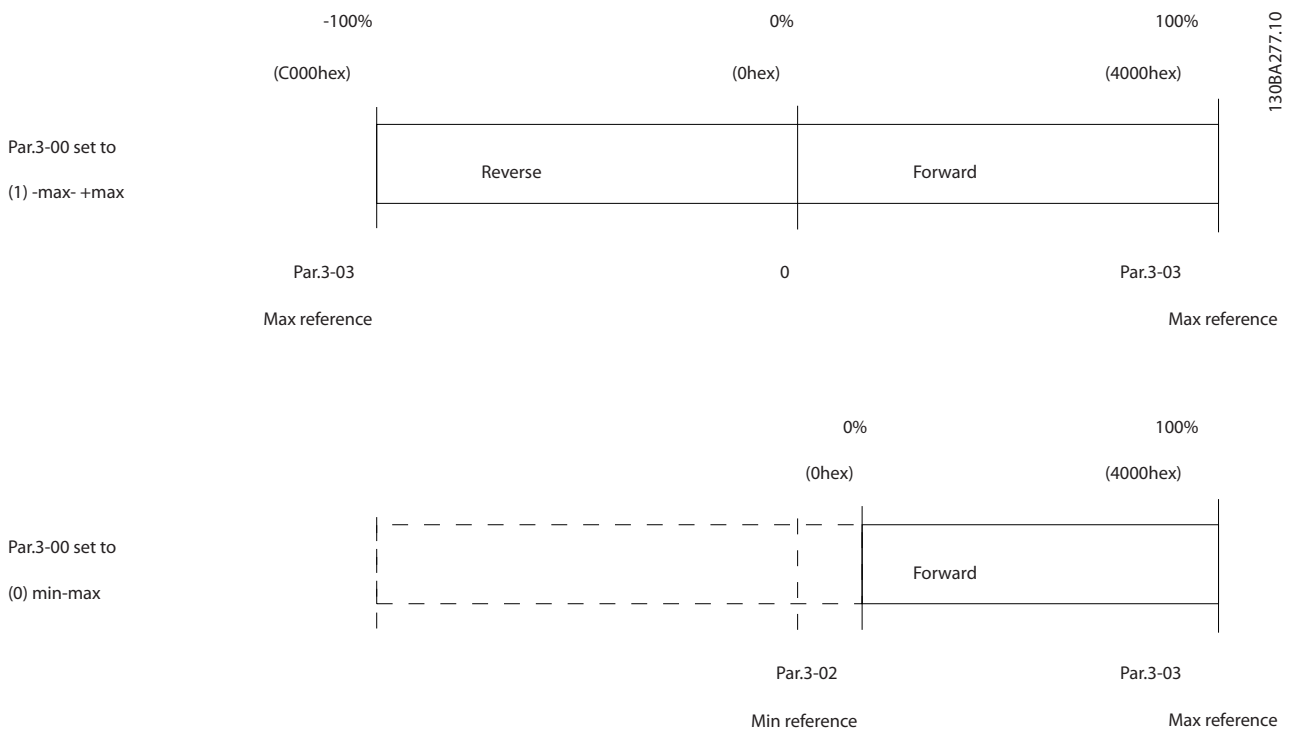 -100% 0% 100%
(C000hex) (0hex) (4000hex)
130BA277.10
Par.3-00 set to
(1) -max- +max
Reverse Forward
Par.3-03 0 Par.3-03
Max reference Max reference
0% 100%
(0hex) (4000hex)
Par.3-00 set to
(0) min-max
Forward
Par.3-02 Par.3-03
Min reference Max reference